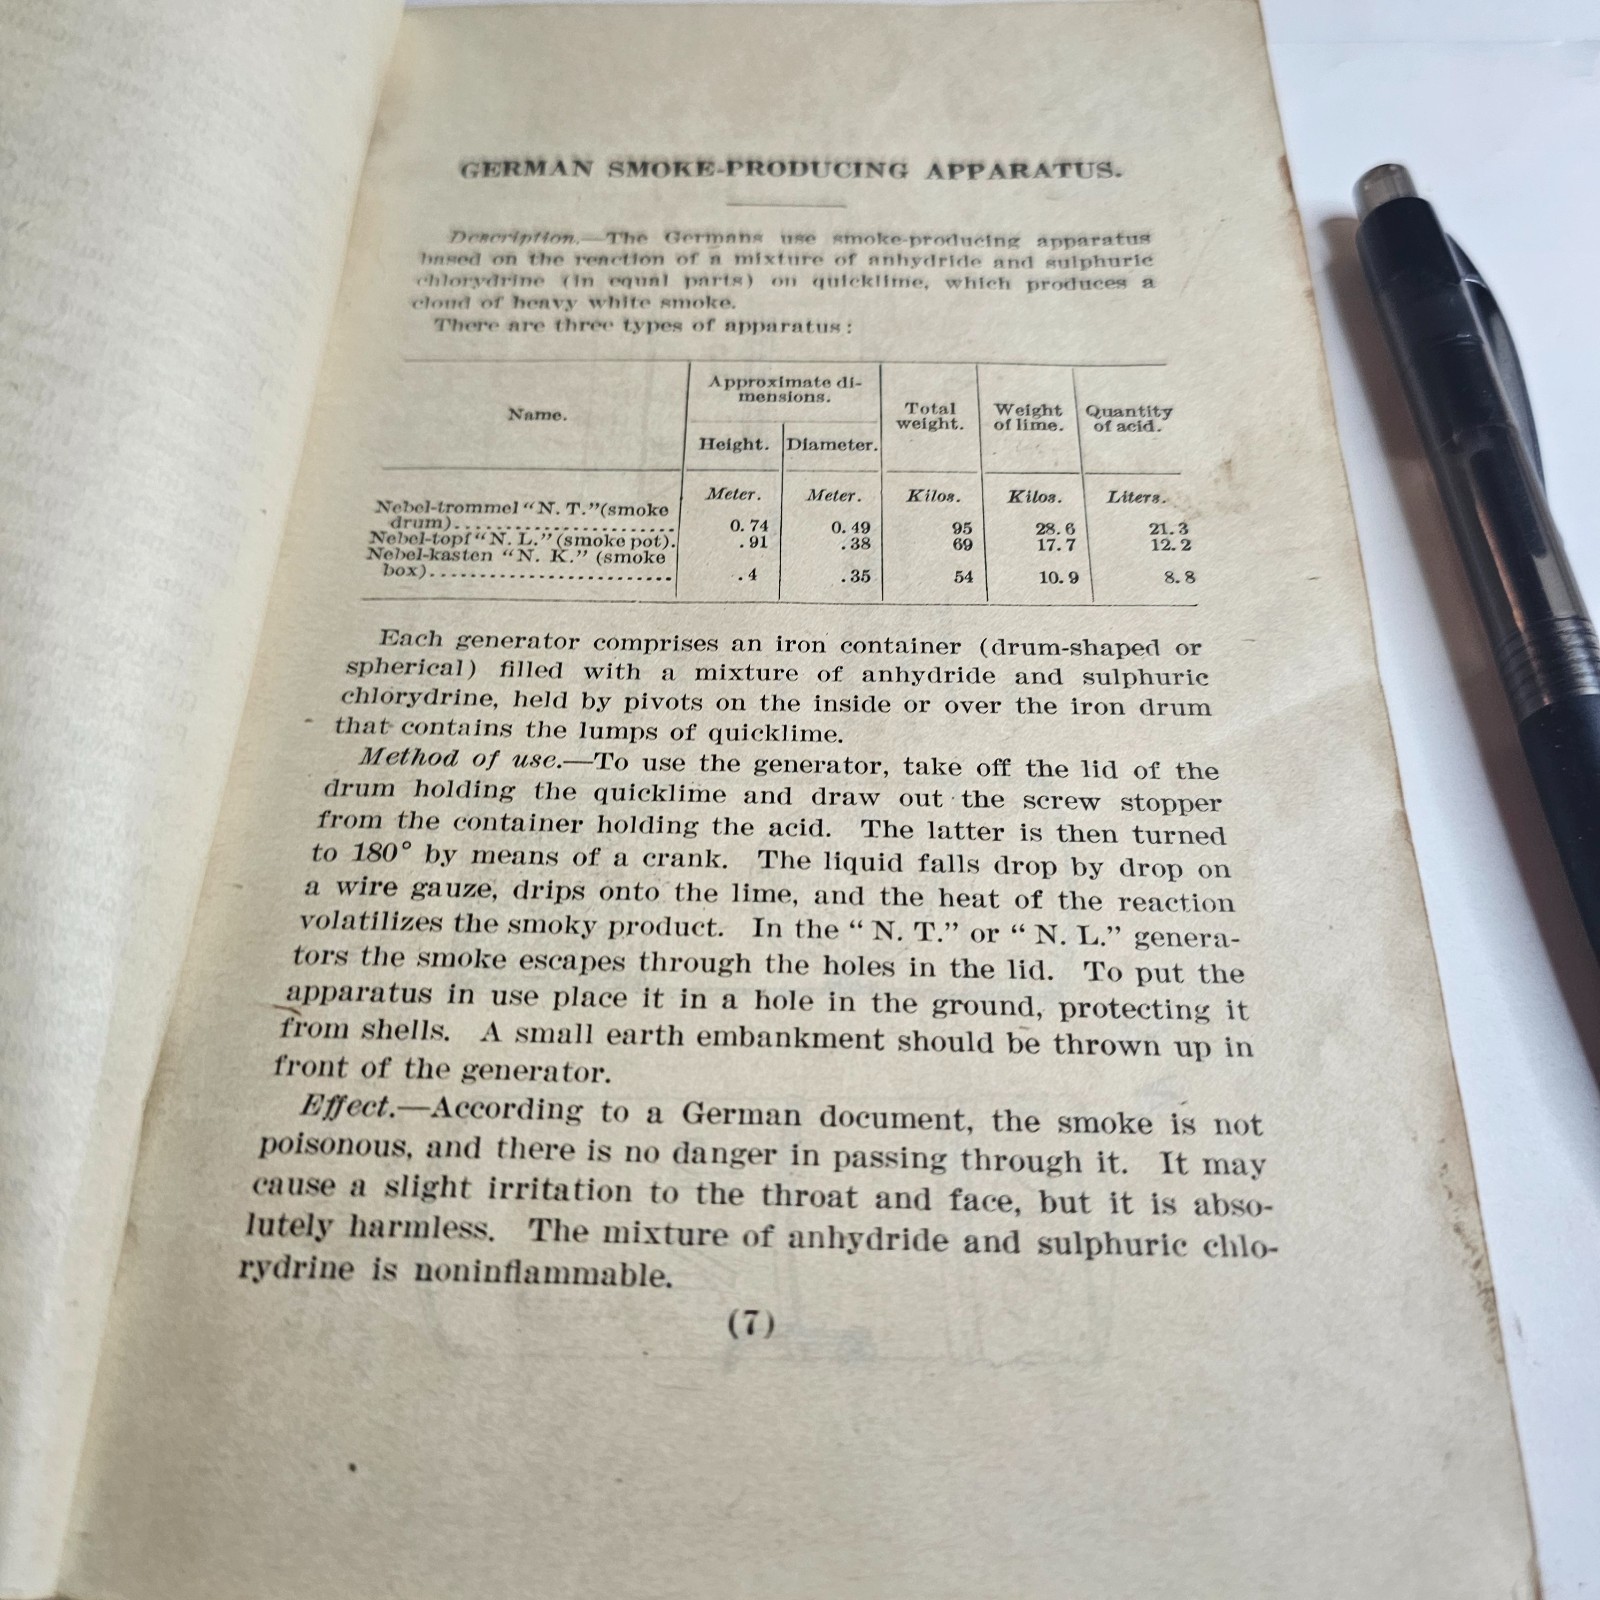 GERMAN SMOKE-PRODUCING APPARATUS.
Description.—The Germans use smoke-producing apparatus
based on the reaction of a mixture of anhydride and sulphuric
chlorydrine (in equal parts) on quicklime, which produces a
cloud of heavy white smoke.
There are three types of apparatus:
Name. Approximate di-
mensions. Total
weight. Weight
of lime. Quantity
of acid.
Height. Diameter.
Meter. Meter. Kilos. Kilos. Liters.
Nebel-trommel "N. T." (smoke
drum)........................ 0.74 0.49 95 28.6 21.3
Nebel-topf "N. L." (smoke pot). .91 .38 69 17.7 12.2
Nebel-kasten "N. K." (smoke
box)........................... .4 .35 54 10.9 8.8
Each generator comprises an iron container (drum-shaped or
spherical) filled with a mixture of anhydride and sulphuric
chlorydrine, held by pivots on the inside or over the iron drum
that contains the lumps of quicklime.
Method of use.—To use the generator, take off the lid of the
drum holding the quicklime and draw out the screw stopper
from the container holding the acid. The latter is then turned
to 180° by means of a crank. The liquid falls drop by drop on
a wire gauze, drips onto the lime, and the heat of the reaction
volatilizes the smoky product. In the "N. T." or "N. L." genera-
tors the smoke escapes through the holes in the lid. To put the
apparatus in use place it in a hole in the ground, protecting it
from shells. A small earth embankment should be thrown up in
front of the generator.
Effect.—According to a German document, the smoke is not
poisonous, and there is no danger in passing through it. It may
cause a slight irritation to the throat and face, but it is abso-
lutely harmless. The mixture of anhydride and sulphuric chlo-
rydrine is noninflammable.
(7)